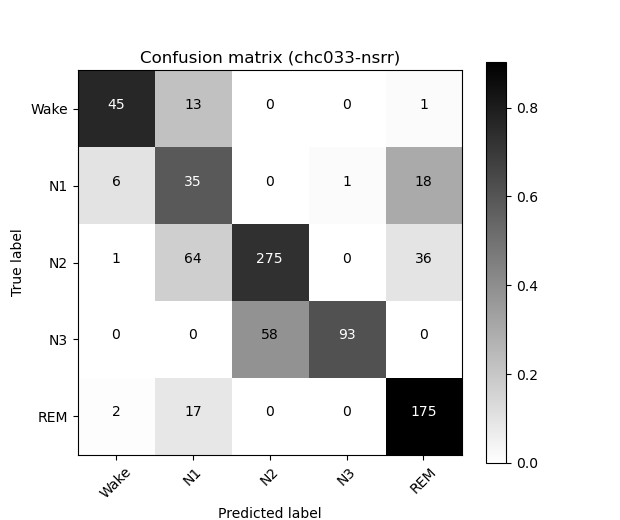 Confusion matrix (chc033-nsrr)
Wake 45 13 0 0 1
N1 6 35 0 1 18
N2 1 64 275 0 36
N3 0 0 58 93 0
REM 2 17 0 0 175
Wake N1 N2 N3 REM
True label
Predicted label
0.8
0.6
0.4
0.2
0.0